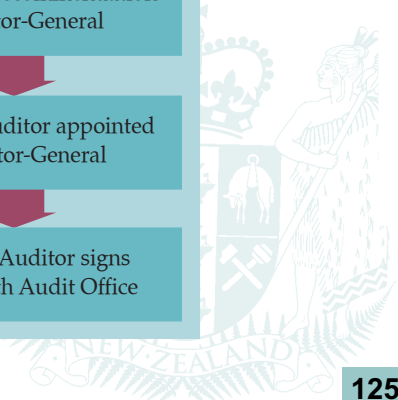 tor-General
uditor appointed
tor-General
Auditor signs
h Audit Office
NEW·ZEALAND
125